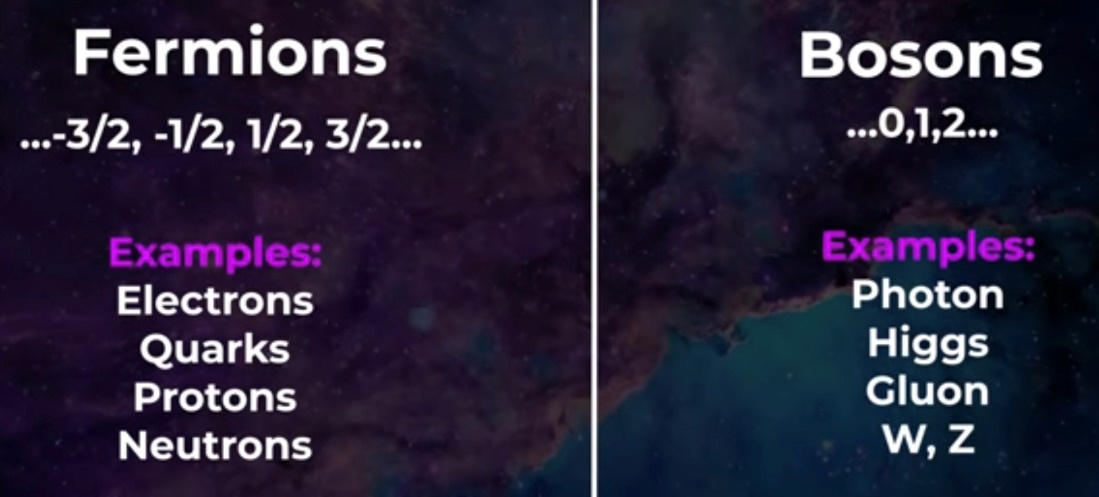 Fermions
...-3/2, -1/2, 1/2, 3/2...
Examples:
Electrons
Quarks
Protons
Neutrons
Bosons
...0,1,2...
Examples:
Photon
Higgs
Gluon
W, Z